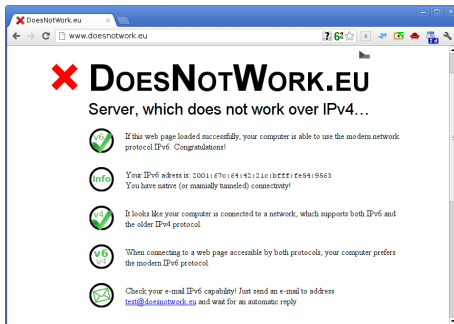 DoesNotWork.eu
www.doesnotwork.eu
64
DoesNotWork.eu
Server, which does not work over IPv4...
v6
If this web page loaded successfully, your computer is able to use the modern network
protocol IPv6. Congratulations!
info
Your IPv6 adress is: 2001:67c:64:42:21c:bfff:fe54:9563
You have native (or manually tunneled) connectivity!
v4
It looks like your computer is connected to a network, which supports both IPv6 and
the older IPv4 protocol.
v6
v4
When connecting to a web page accessible by both protocols, your computer prefers
the modern IPv6 protocol.
Check your e-mail IPv6 capability! Just send an e-mail to address
test@doesnotwork.eu and wait for an automatic reply.